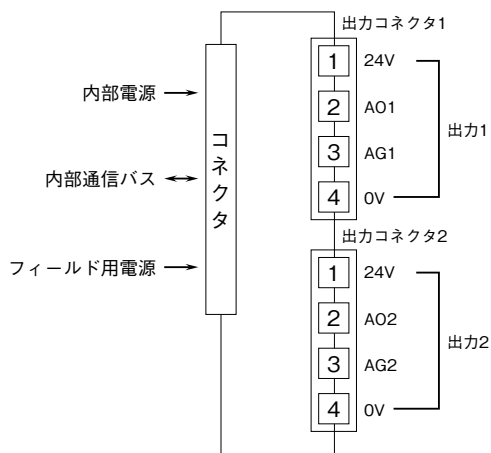 内部電源
内部通信バス
フィールド用電源
コネクタ
出力コネクタ1
1 24V
2 AO1
3 AG1
4 0V
出力1
出力コネクタ2
1 24V
2 AO2
3 AG2
4 0V
出力2